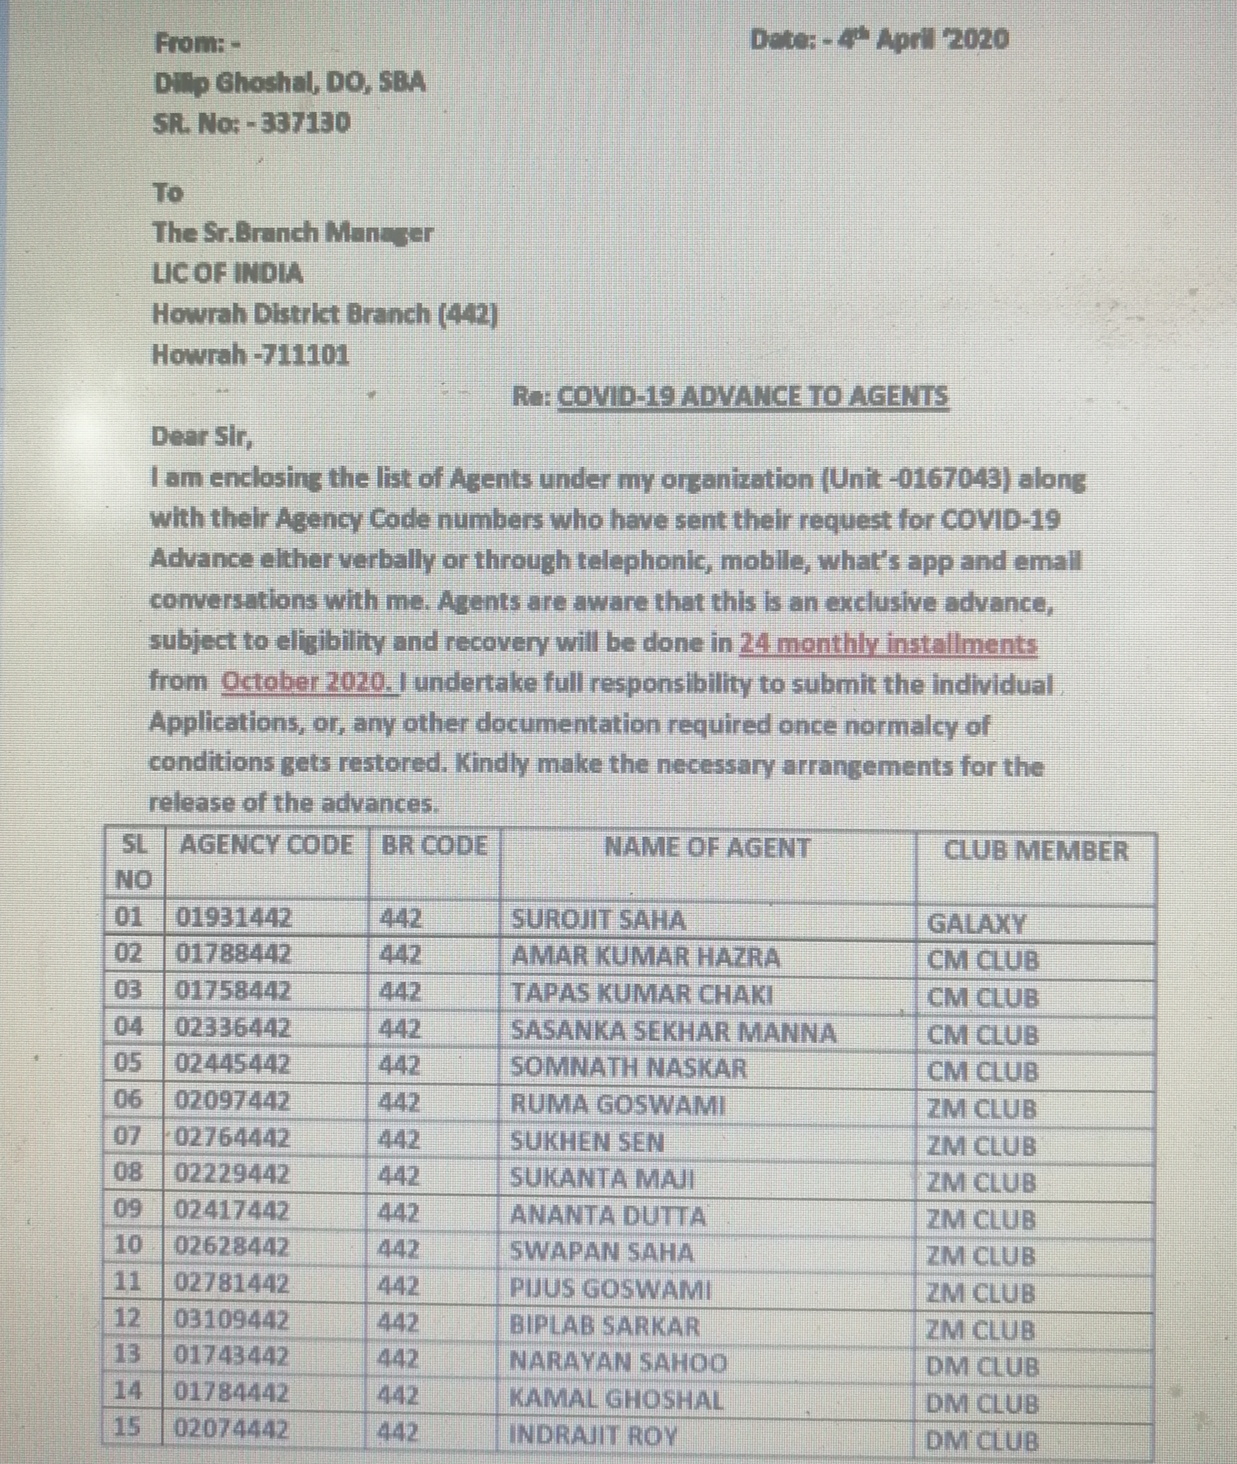 From: - Date: - 4th April '2020
Dilip Ghoshal, DO, SBA
SR. No: - 337130
To
The Sr.Branch Manager
LIC OF INDIA
Howrah District Branch (442)
Howrah -711101
Re: COVID-19 ADVANCE TO AGENTS
Dear Sir,
I am enclosing the list of Agents under my organization (Unit -0167043) along
with their Agency Code numbers who have sent their request for COVID-19
Advance either verbally or through telephonic, mobile, what's app and email
conversations with me. Agents are aware that this is an exclusive advance,
subject to eligibility and recovery will be done in 24 monthly installments
from October 2020. I undertake full responsibility to submit the individual
Applications, or, any other documentation required once normalcy of
conditions gets restored. Kindly make the necessary arrangements for the
release of the advances.
SL NO AGENCY CODE BR CODE NAME OF AGENT CLUB MEMBER
01 01931442 442 SUROJIT SAHA GALAXY
02 01788442 442 AMAR KUMAR HAZRA CM CLUB
03 01758442 442 TAPAS KUMAR CHAKI CM CLUB
04 02336442 442 SASANKA SEKHAR MANNA CM CLUB
05 02445442 442 SOMNATH NASKAR CM CLUB
06 02097442 442 RUMA GOSWAMI ZM CLUB
07 02764442 442 SUKHEN SEN ZM CLUB
08 02229442 442 SUKANTA MAJI ZM CLUB
09 02417442 442 ANANTA DUTTA ZM CLUB
10 02628442 442 SWAPAN SAHA ZM CLUB
11 02781442 442 PIJUS GOSWAMI ZM CLUB
12 03109442 442 BIPLAB SARKAR ZM CLUB
13 01743442 442 NARAYAN SAHOO DM CLUB
14 01784442 442 KAMAL GHOSHAL DM CLUB
15 02074442 442 INDRAJIT ROY DM CLUB